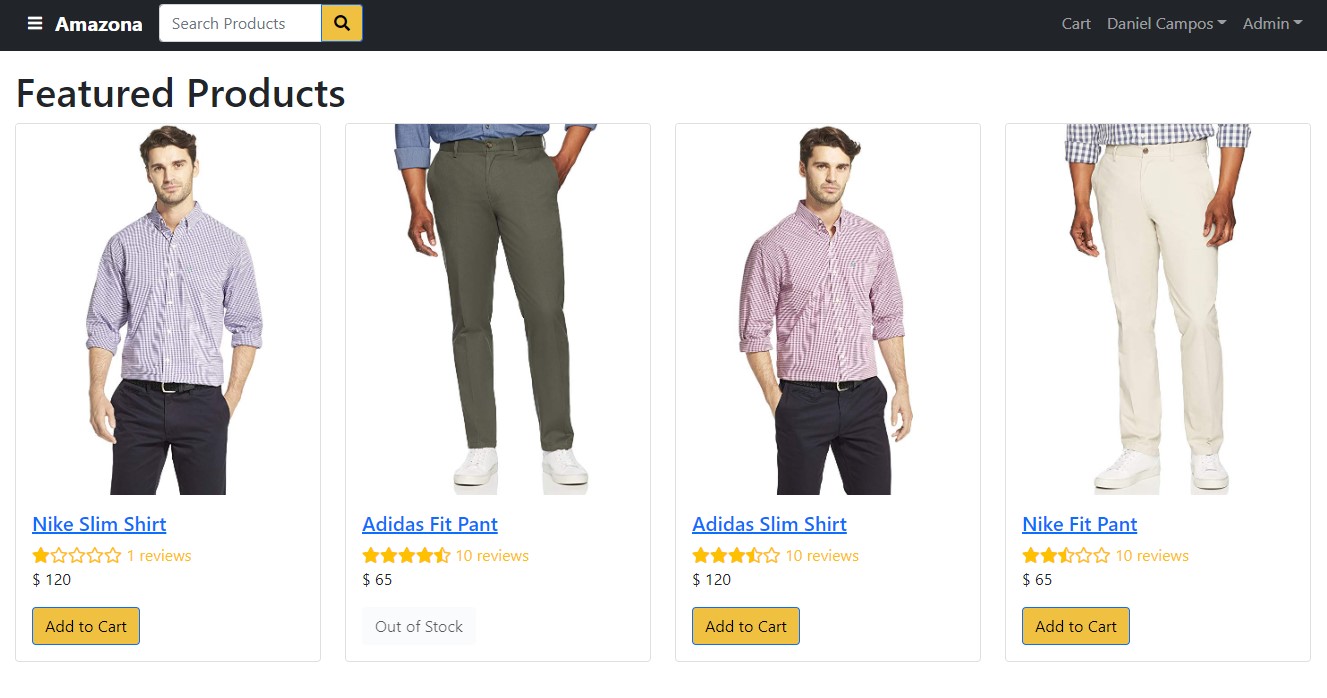 Amazona
Search Products
Cart
Daniel Campos
Admin
Featured Products
Nike Slim Shirt
1 reviews
$ 120
Add to Cart
Adidas Fit Pant
10 reviews
$ 65
Out of Stock
Adidas Slim Shirt
10 reviews
$ 120
Add to Cart
Nike Fit Pant
10 reviews
$ 65
Add to Cart